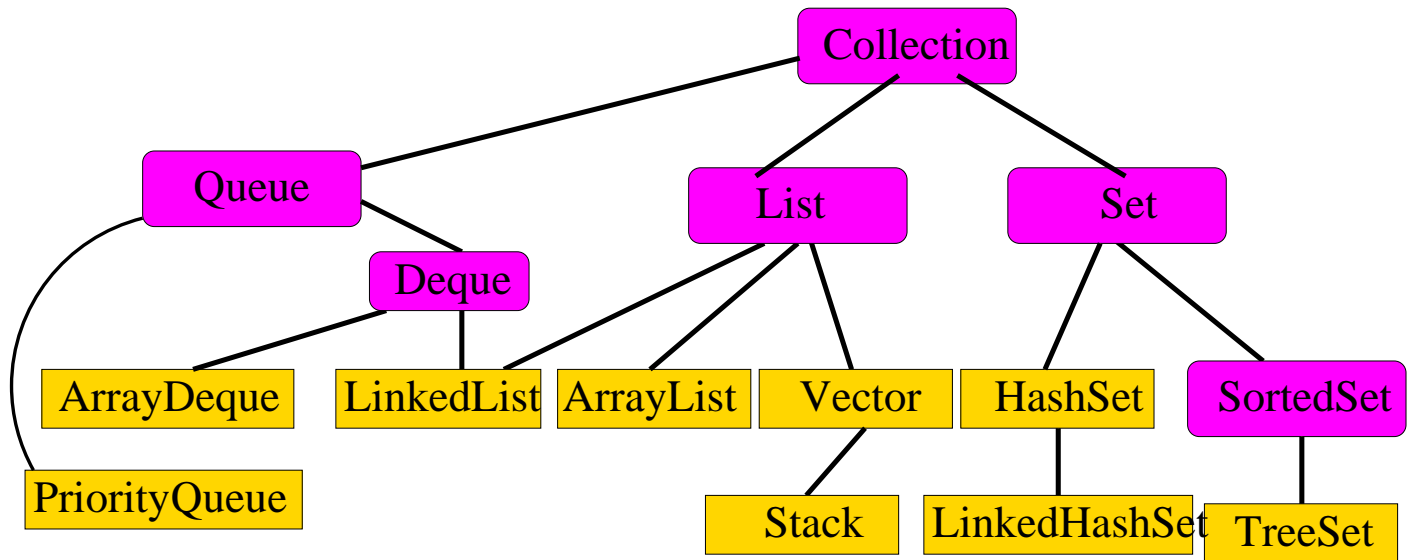 Collection
Queue
List
Set
Deque
ArrayDeque
LinkedList
ArrayList
Vector
HashSet
SortedSet
PriorityQueue
Stack
LinkedHashSet
TreeSet